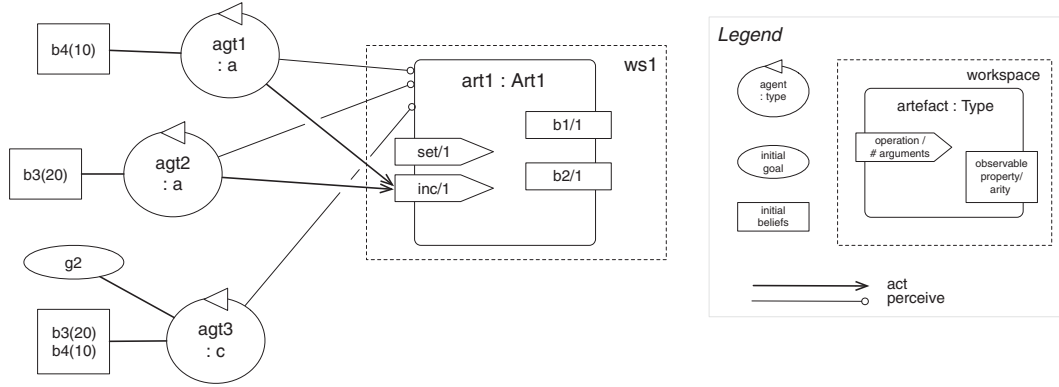 b4(10)
agt1
: a
ws1
art1 : Art1
b1/1
set/1
b2/1
inc/1
b3(20)
agt2
: a
g2
b3(20)
b4(10)
agt3
: c
Legend
agent
: type
workspace
artefact : Type
operation /
# arguments
observable
property/
arity
initial
goal
initial
beliefs
act
perceive